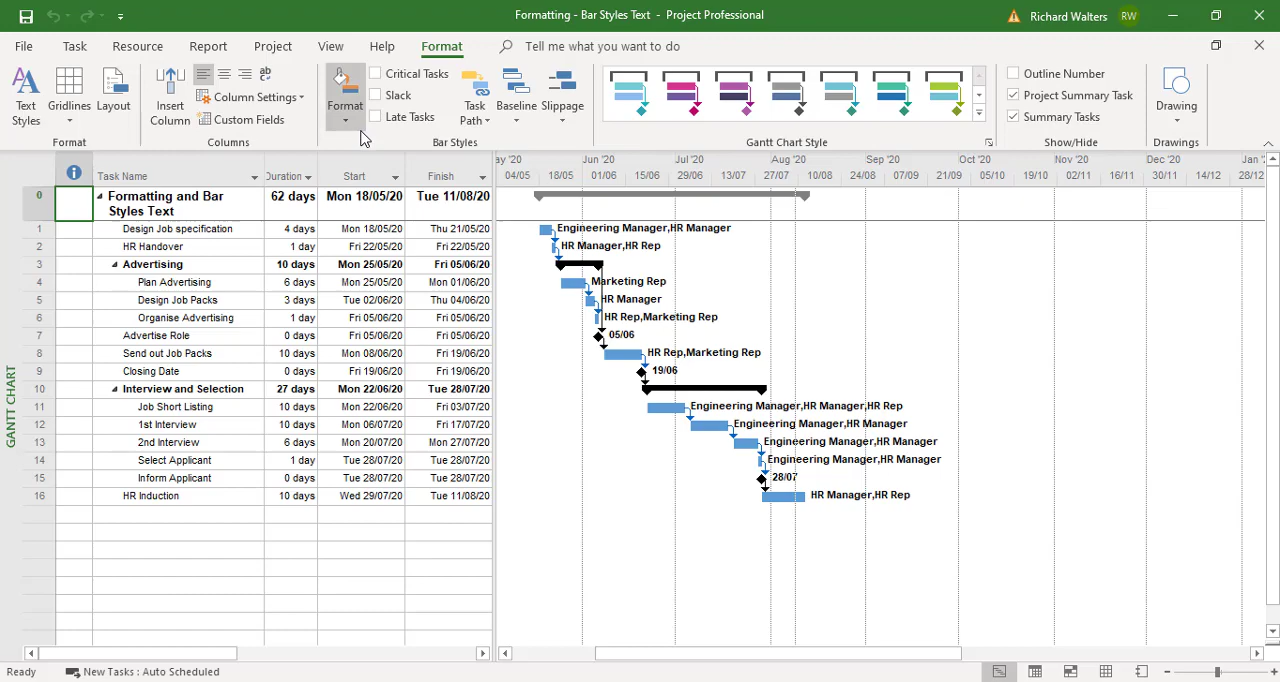 Formatting - Bar Styles Text - Project Professional
Richard Walters RW
File Task Resource Report Project View Help Format Tell me what you want to do
Text Styles
Gridlines
Layout
Format
Insert Column
Column Settings
Custom Fields
Columns
Format
Critical Tasks
Slack
Late Tasks
Task Path
Baseline
Slippage
Bar Styles
Gantt Chart Style
Outline Number
Project Summary Task
Summary Tasks
Show/Hide
Drawing
Drawings
Task Name Duration Start Finish
ay '20 Jun '20 Jul '20 Aug '20 Sep '20 Oct '20 Nov '20 Dec '20 Jan '
04/05 18/05 01/06 15/06 29/06 13/07 27/07 10/08 24/08 07/09 21/09 05/10 19/10 02/11 16/11 30/11 14/12 28/12
0 Formatting and Bar Styles Text 62 days Mon 18/05/20 Tue 11/08/20
1 Design Job specification 4 days Mon 18/05/20 Thu 21/05/20 Engineering Manager,HR Manager
2 HR Handover 1 day Fri 22/05/20 Fri 22/05/20 HR Manager,HR Rep
3 Advertising 10 days Mon 25/05/20 Fri 05/06/20
4 Plan Advertising 6 days Mon 25/05/20 Mon 01/06/20 Marketing Rep
5 Design Job Packs 3 days Tue 02/06/20 Thu 04/06/20 HR Manager
6 Organise Advertising 1 day Fri 05/06/20 Fri 05/06/20 HR Rep,Marketing Rep
7 Advertise Role 0 days Fri 05/06/20 Fri 05/06/20 05/06
8 Send out Job Packs 10 days Mon 08/06/20 Fri 19/06/20 HR Rep,Marketing Rep
9 Closing Date 0 days Fri 19/06/20 Fri 19/06/20 19/06
10 Interview and Selection 27 days Mon 22/06/20 Tue 28/07/20
11 Job Short Listing 10 days Mon 22/06/20 Fri 03/07/20 Engineering Manager,HR Manager,HR Rep
12 1st Interview 10 days Mon 06/07/20 Fri 17/07/20 Engineering Manager,HR Manager
13 2nd Interview 6 days Mon 20/07/20 Mon 27/07/20 Engineering Manager,HR Manager
14 Select Applicant 1 day Tue 28/07/20 Tue 28/07/20 Engineering Manager,HR Manager
15 Inform Applicant 0 days Tue 28/07/20 Tue 28/07/20 28/07
16 HR Induction 10 days Wed 29/07/20 Tue 11/08/20 HR Manager,HR Rep
GANTT CHART
Ready New Tasks : Auto Scheduled